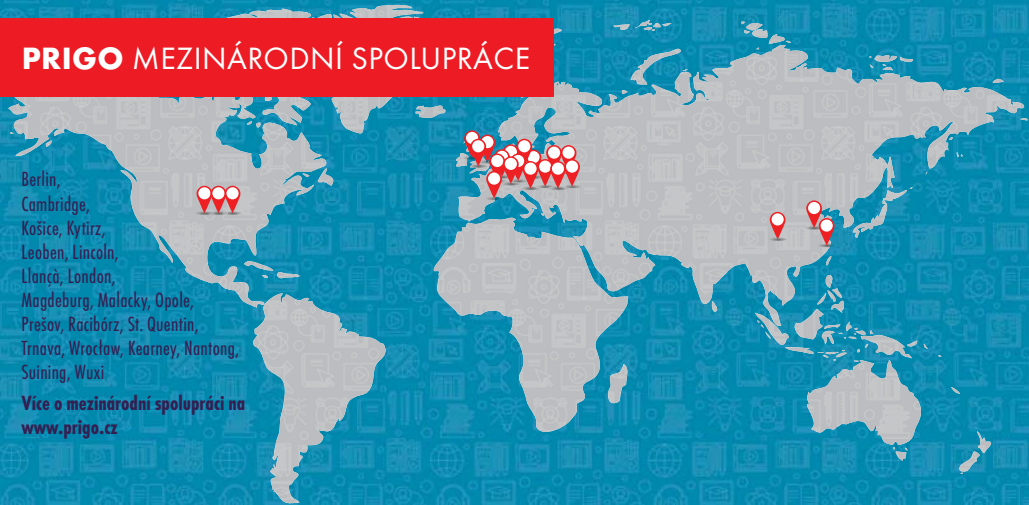 PRIGO MEZINÁRODNÍ SPOLUPRÁCE
Berlin,
Cambridge,
Košice, Kytirz,
Leoben, Lincoln,
Llançà, London,
Magdeburg, Malacky, Opole,
Prešov, Racibórz, St. Quentin,
Trnava, Wrocław, Kearney, Nantong,
Suining, Wuxi
Více o mezinárodní spolupráci na
www.prigo.cz